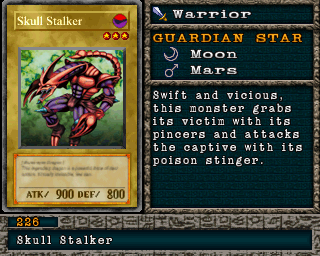 Skull Stalker
ATK/ 900 DEF/ 800
Warrior
GUARDIAN STAR
Moon
Mars
Swift and vicious,
this monster grabs
its victim with its
pincers and attacks
the captive with its
poison stinger.
226
Skull Stalker